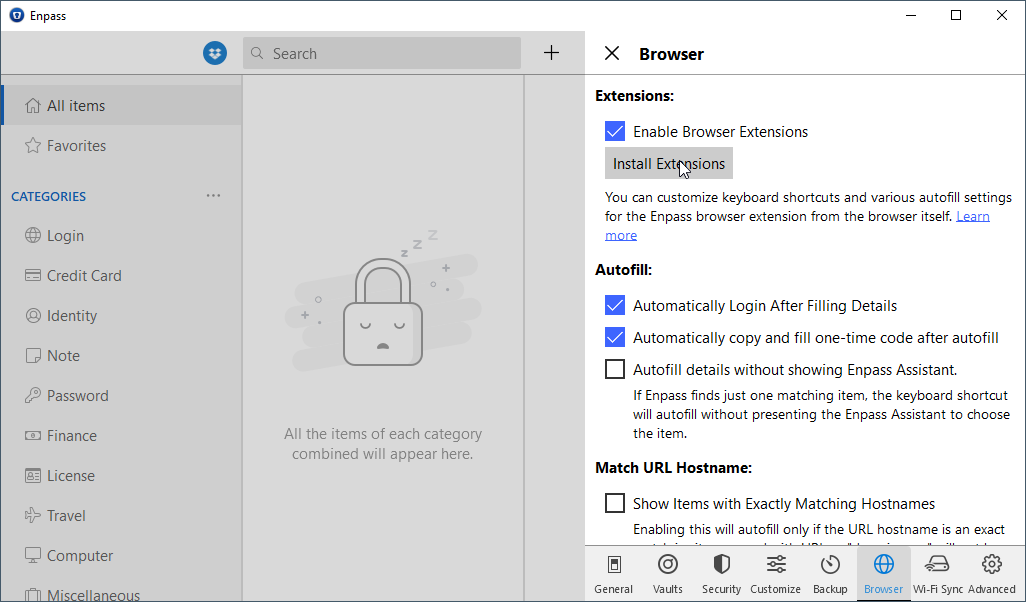 Enpass
Search
All items
Favorites
CATEGORIES
Login
Credit Card
Identity
Note
Password
Finance
License
Travel
Computer
Miscellaneous
z z z
All the items of each category
combined will appear here.
Browser
Extensions:
Enable Browser Extensions
Install Extensions
You can customize keyboard shortcuts and various autofill settings
for the Enpass browser extension from the browser itself. Learn
more
Autofill:
Automatically Login After Filling Details
Automatically copy and fill one-time code after autofill
Autofill details without showing Enpass Assistant.
If Enpass finds just one matching item, the keyboard shortcut
will autofill without presenting the Enpass Assistant to choose
the item.
Match URL Hostname:
Show Items with Exactly Matching Hostnames
Enabling this will autofill only if the URL hostname is an exact
General Vaults Security Customize Backup Browser Wi-Fi Sync Advanced